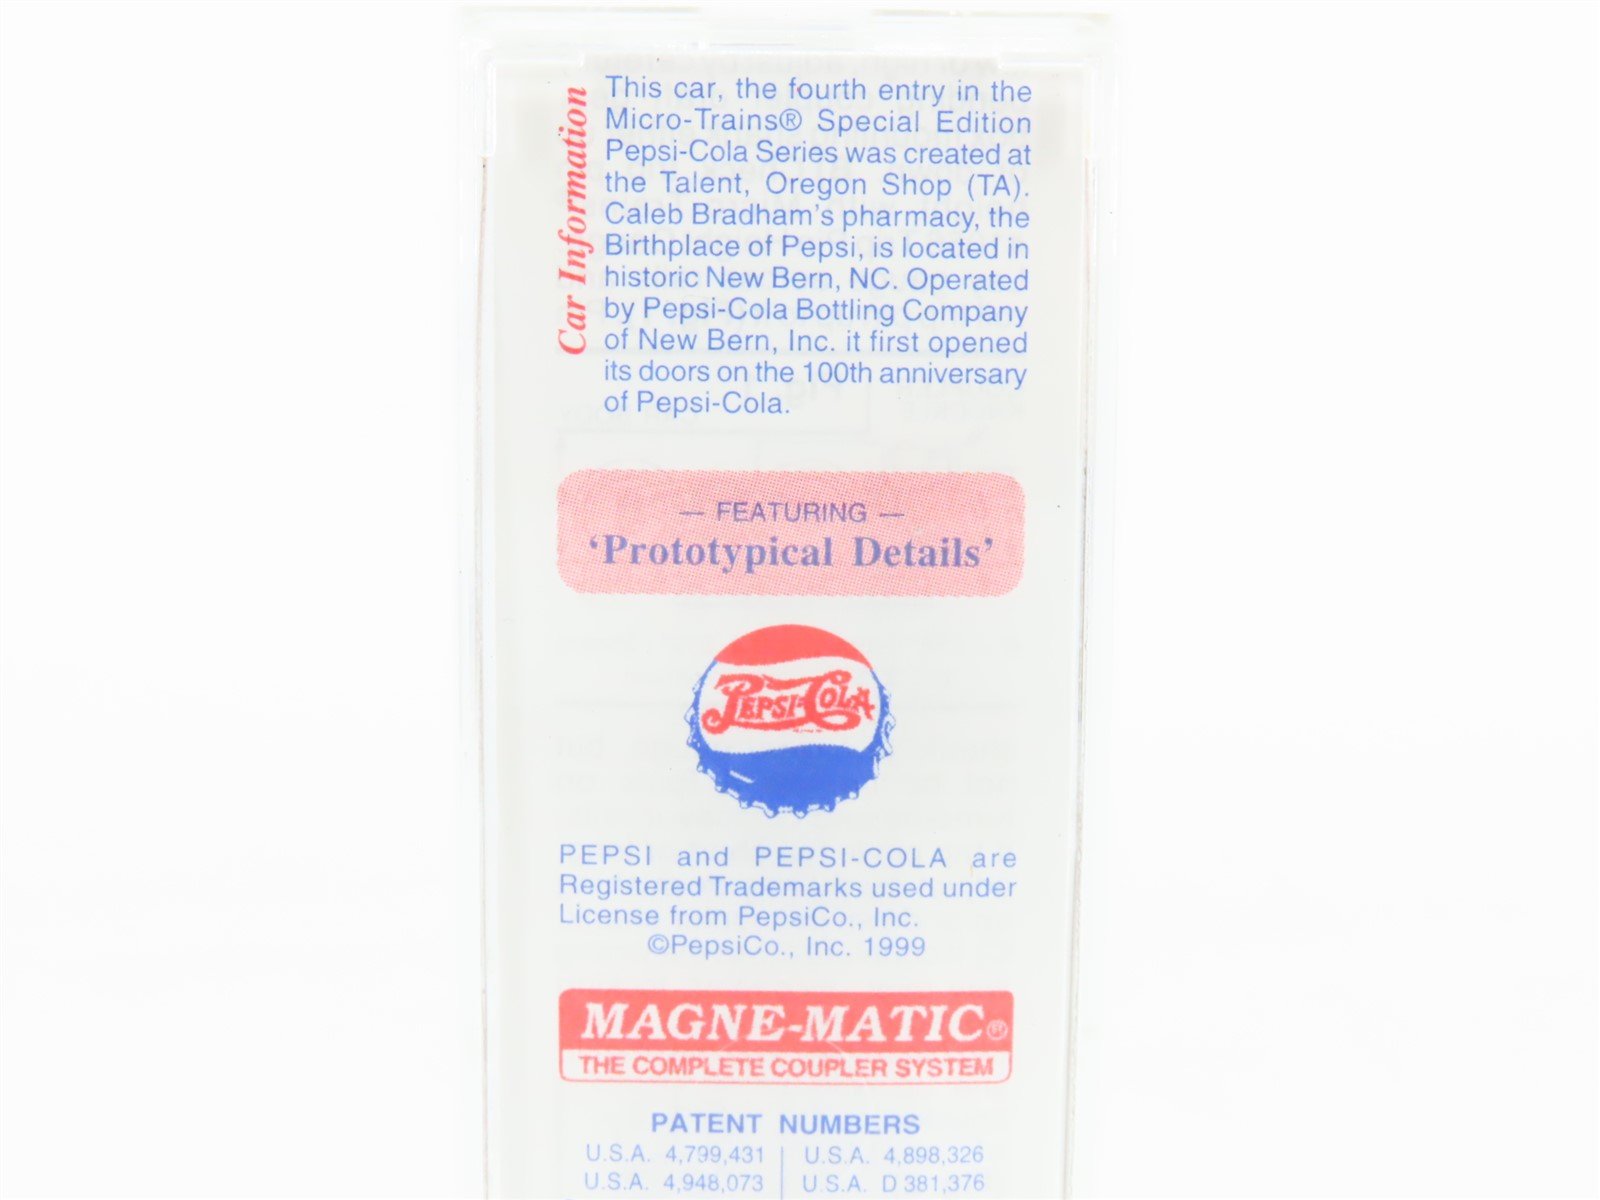 Car Information
This car, the fourth entry in the
Micro-Trains® Special Edition
Pepsi-Cola Series was created at
the Talent, Oregon Shop (TA).
Caleb Bradham's pharmacy, the
Birthplace of Pepsi, is located in
historic New Bern, NC. Operated
by Pepsi-Cola Bottling Company
of New Bern, Inc. it first opened
its doors on the 100th anniversary
of Pepsi-Cola.
— FEATURING —
‘Prototypical Details’
PEPSI-COLA
PEPSI and PEPSI-COLA are
Registered Trademarks used under
License from PepsiCo., Inc.
©PepsiCo., Inc. 1999
MAGNE-MATIC®
THE COMPLETE COUPLER SYSTEM
PATENT NUMBERS
U.S.A. 4,799,431 | U.S.A. 4,898,326
U.S.A. 4,948,073 | U.S.A. D 381,376